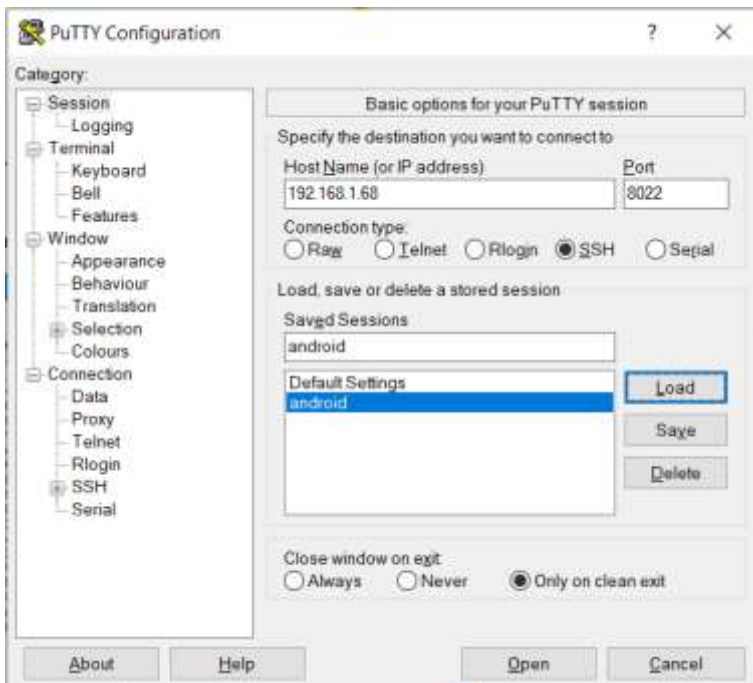 PuTTY Configuration ? ×
Category:
Session
Logging
Terminal
Keyboard
Bell
Features
Window
Appearance
Behaviour
Translation
Selection
Colours
Connection
Data
Proxy
Telnet
Rlogin
SSH
Serial
Basic options for your PuTTY session
Specify the destination you want to connect to
Host Name (or IP address) Port
192.168.1.68 8022
Connection type:
Raw Telnet Rlogin SSH Serial
Load, save or delete a stored session
Saved Sessions
android
Default Settings
android
Load
Save
Delete
Close window on exit
Always Never Only on clean exit
About Help Open Cancel